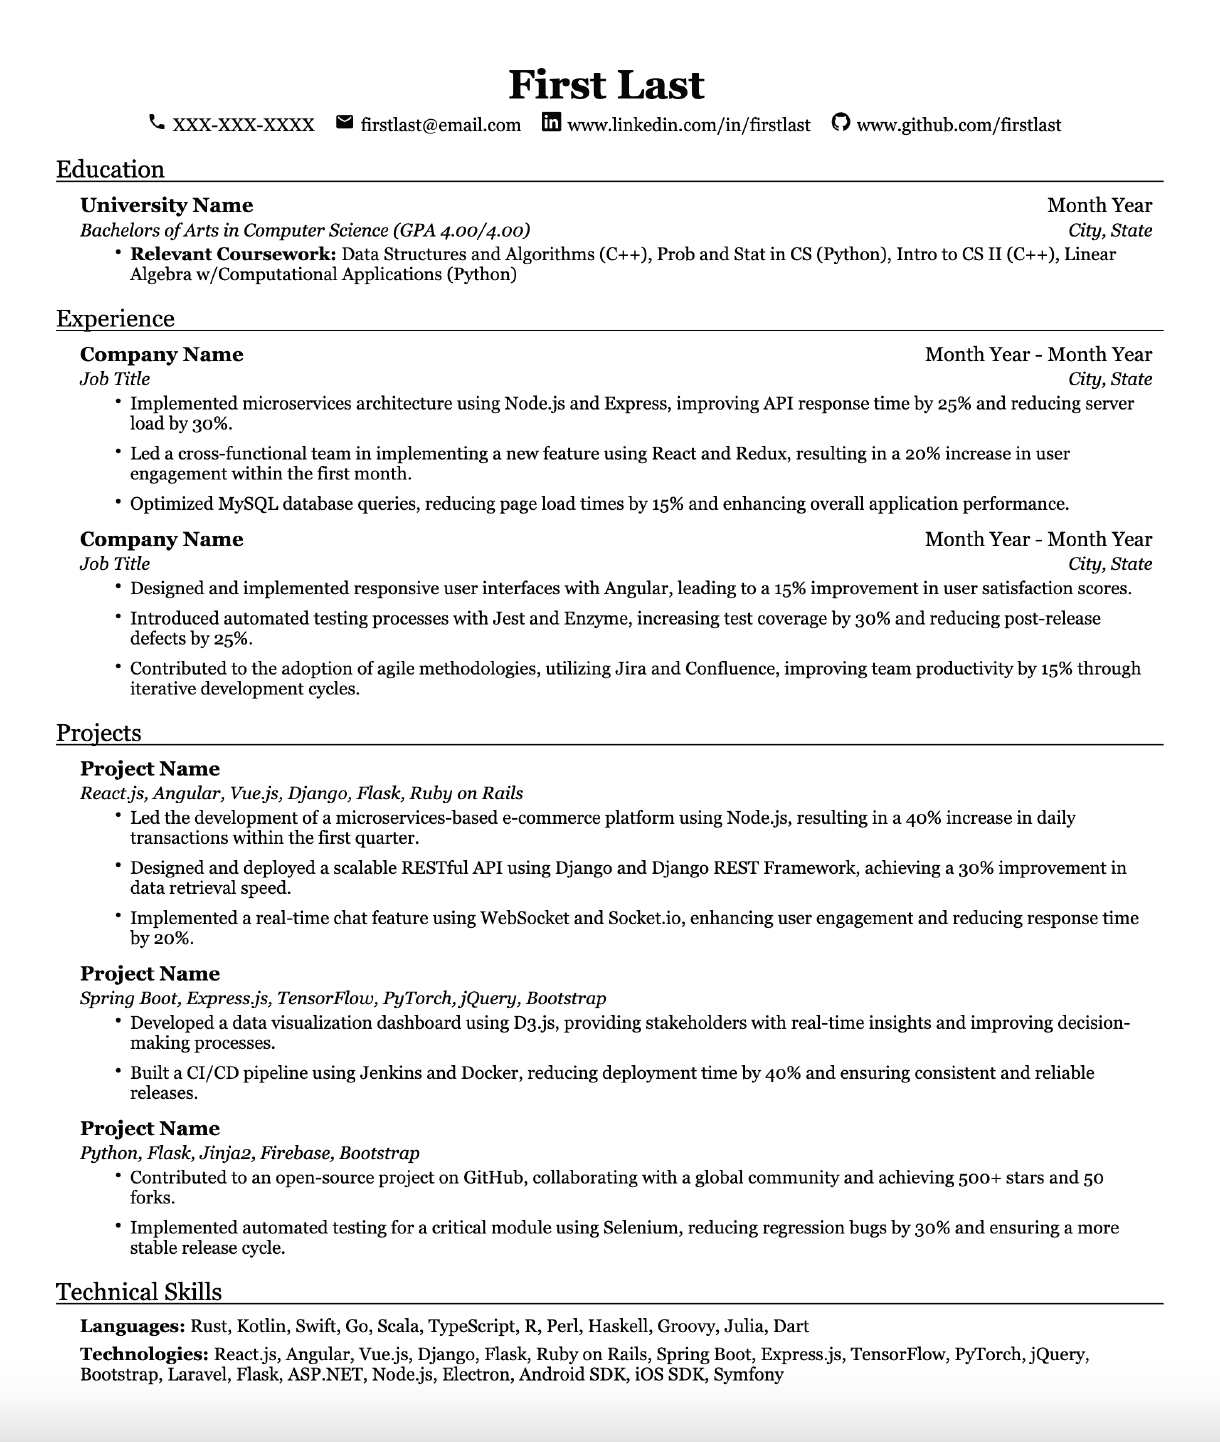 First Last
XXX-XXX-XXXX firstlast@email.com www.linkedin.com/in/firstlast www.github.com/firstlast
Education
University Name Month Year
Bachelors of Arts in Computer Science (GPA 4.00/4.00) City, State
• Relevant Coursework: Data Structures and Algorithms (C++), Prob and Stat in CS (Python), Intro to CS II (C++), Linear
Algebra w/Computational Applications (Python)
Experience
Company Name Month Year - Month Year
Job Title City, State
• Implemented microservices architecture using Node.js and Express, improving API response time by 25% and reducing server
load by 30%.
• Led a cross-functional team in implementing a new feature using React and Redux, resulting in a 20% increase in user
engagement within the first month.
• Optimized MySQL database queries, reducing page load times by 15% and enhancing overall application performance.
Company Name Month Year - Month Year
Job Title City, State
• Designed and implemented responsive user interfaces with Angular, leading to a 15% improvement in user satisfaction scores.
• Introduced automated testing processes with Jest and Enzyme, increasing test coverage by 30% and reducing post-release
defects by 25%.
• Contributed to the adoption of agile methodologies, utilizing Jira and Confluence, improving team productivity by 15% through
iterative development cycles.
Projects
Project Name
React.js, Angular, Vue.js, Django, Flask, Ruby on Rails
• Led the development of a microservices-based e-commerce platform using Node.js, resulting in a 40% increase in daily
transactions within the first quarter.
• Designed and deployed a scalable RESTful API using Django and Django REST Framework, achieving a 30% improvement in
data retrieval speed.
• Implemented a real-time chat feature using WebSocket and Socket.io, enhancing user engagement and reducing response time
by 20%.
Project Name
Spring Boot, Express.js, TensorFlow, PyTorch, jQuery, Bootstrap
• Developed a data visualization dashboard using D3.js, providing stakeholders with real-time insights and improving decision-
making processes.
• Built a CI/CD pipeline using Jenkins and Docker, reducing deployment time by 40% and ensuring consistent and reliable
releases.
Project Name
Python, Flask, Jinja2, Firebase, Bootstrap
• Contributed to an open-source project on GitHub, collaborating with a global community and achieving 500+ stars and 50
forks.
• Implemented automated testing for a critical module using Selenium, reducing regression bugs by 30% and ensuring a more
stable release cycle.
Technical Skills
Languages: Rust, Kotlin, Swift, Go, Scala, TypeScript, R, Perl, Haskell, Groovy, Julia, Dart
Technologies: React.js, Angular, Vue.js, Django, Flask, Ruby on Rails, Spring Boot, Express.js, TensorFlow, PyTorch, jQuery,
Bootstrap, Laravel, Flask, ASP.NET, Node.js, Electron, Android SDK, iOS SDK, Symfony